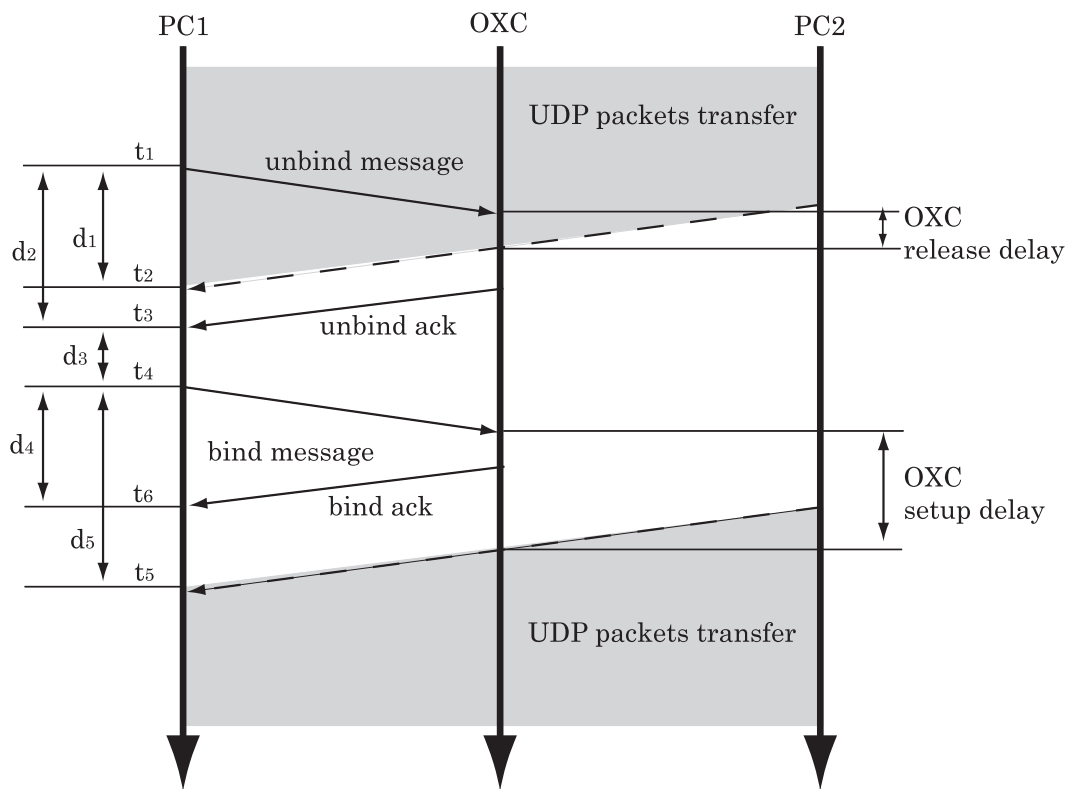 PC1
OXC
PC2
UDP packets transfer
t1
unbind message
OXC
release delay
d2
d1
t2
t3
unbind ack
d3
t4
d4
bind message
OXC
setup delay
t6
bind ack
d5
t5
UDP packets transfer